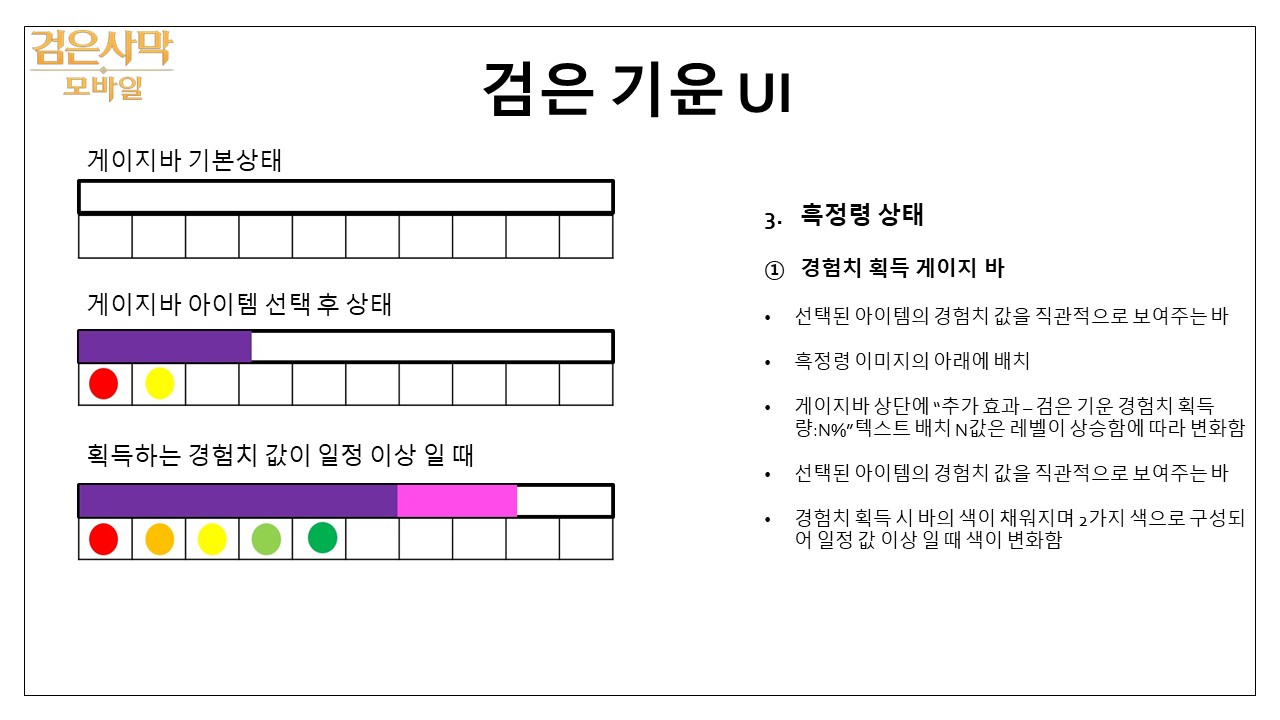 검은사막
모바일
검은 기운 UI
게이지바 기본상태
게이지바 아이템 선택 후 상태
획득하는 경험치 값이 일정 이상 일 때
3. 흑정령 상태
① 경험치 획득 게이지 바
• 선택된 아이템의 경험치 값을 직관적으로 보여주는 바
• 흑정령 이미지의 아래에 배치
• 게이지바 상단에 “추가 효과 – 검은 기운 경험치 획득
량:N%”텍스트 배치 N값은 레벨이 상승함에 따라 변화함
• 선택된 아이템의 경험치 값을 직관적으로 보여주는 바
• 경험치 획득 시 바의 색이 채워지며 2가지 색으로 구성되
어 일정 값 이상 일 때 색이 변화함